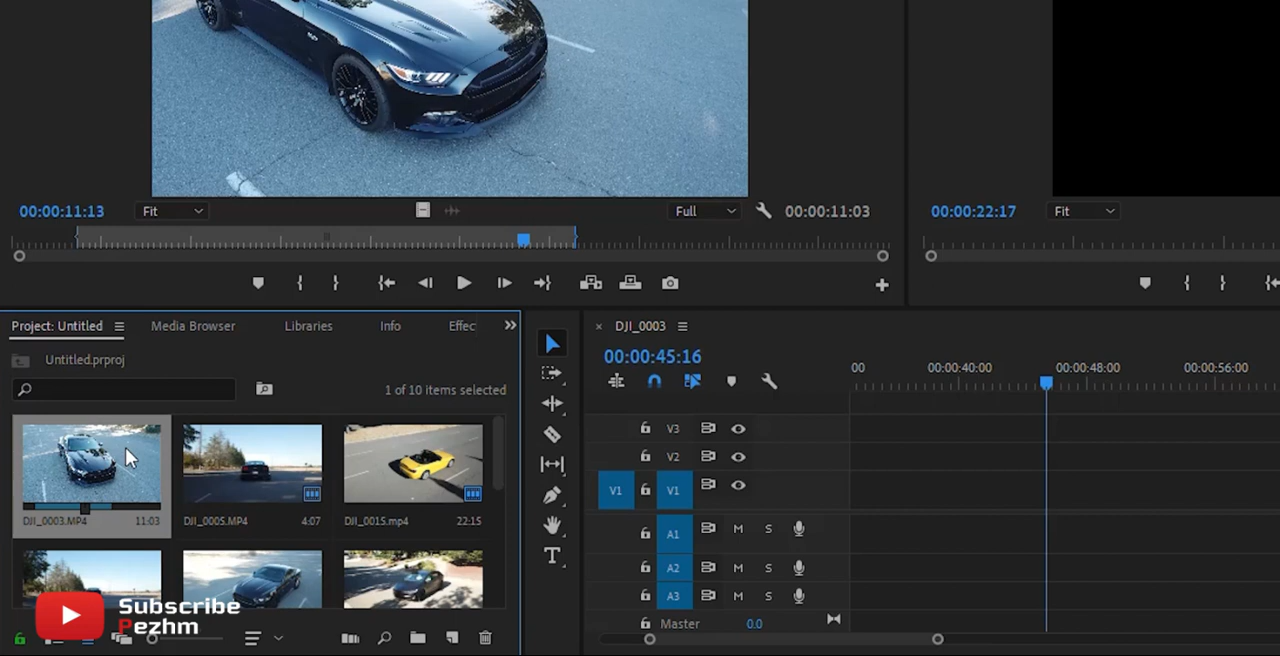 00:00:11:13 Fit Full 00:00:11:03
00:00:22:17 Fit
Project: Untitled Media Browser Libraries Info Effec
Untitled.prproj
1 of 10 items selected
DJI_0003.MP4 11:03
DJI_0005.MP4 4:07
DJI_0015.mp4 22:15
Subscribe
Pezhm
× DJI_0003
00:00:45:16
00 00:00:40:00 00:00:48:00 00:00:56:00
V3
V2
V1 V1
A1 M S
A2 M S
A3 M S
Master 0.0